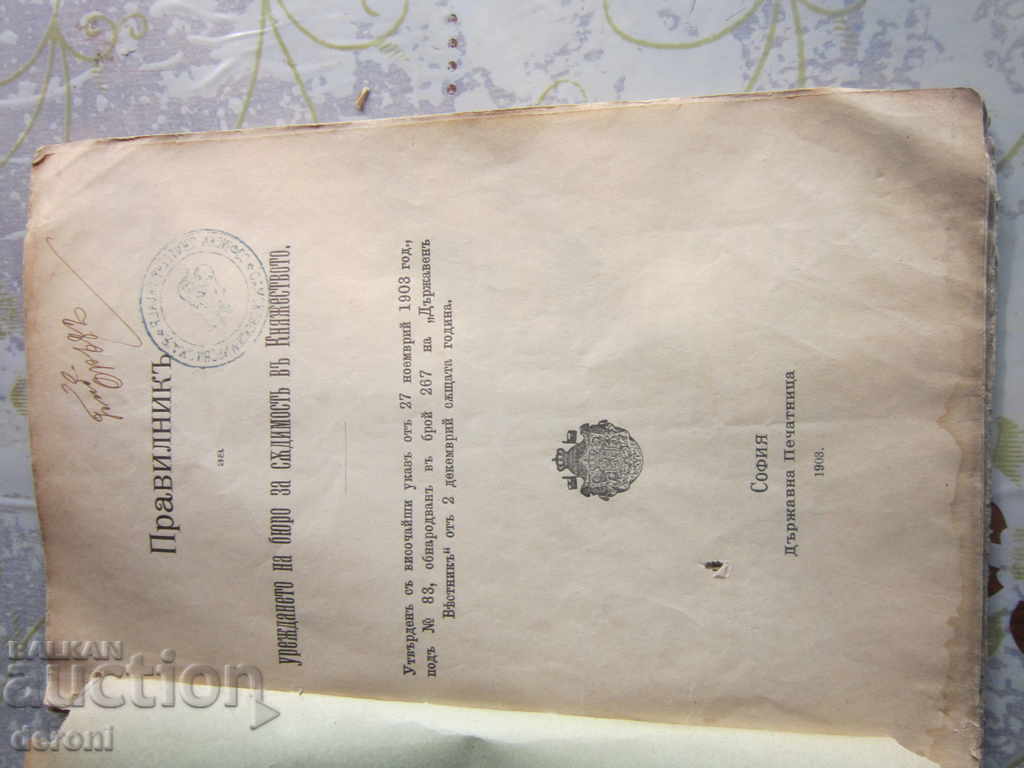 Правилникъ
за
уреждането на бюро за сѫдимость въ Княжеството.
Утвърденъ съ височайши указъ отъ 27 ноемврий 1903 год.,
подъ № 83, обнародванъ въ брой 267 на „Държавенъ
Вѣстникъ“ отъ 2 декемврий сѫщата година.
София
Държавна Печатница
1903.
BALKAN
auction
deroni